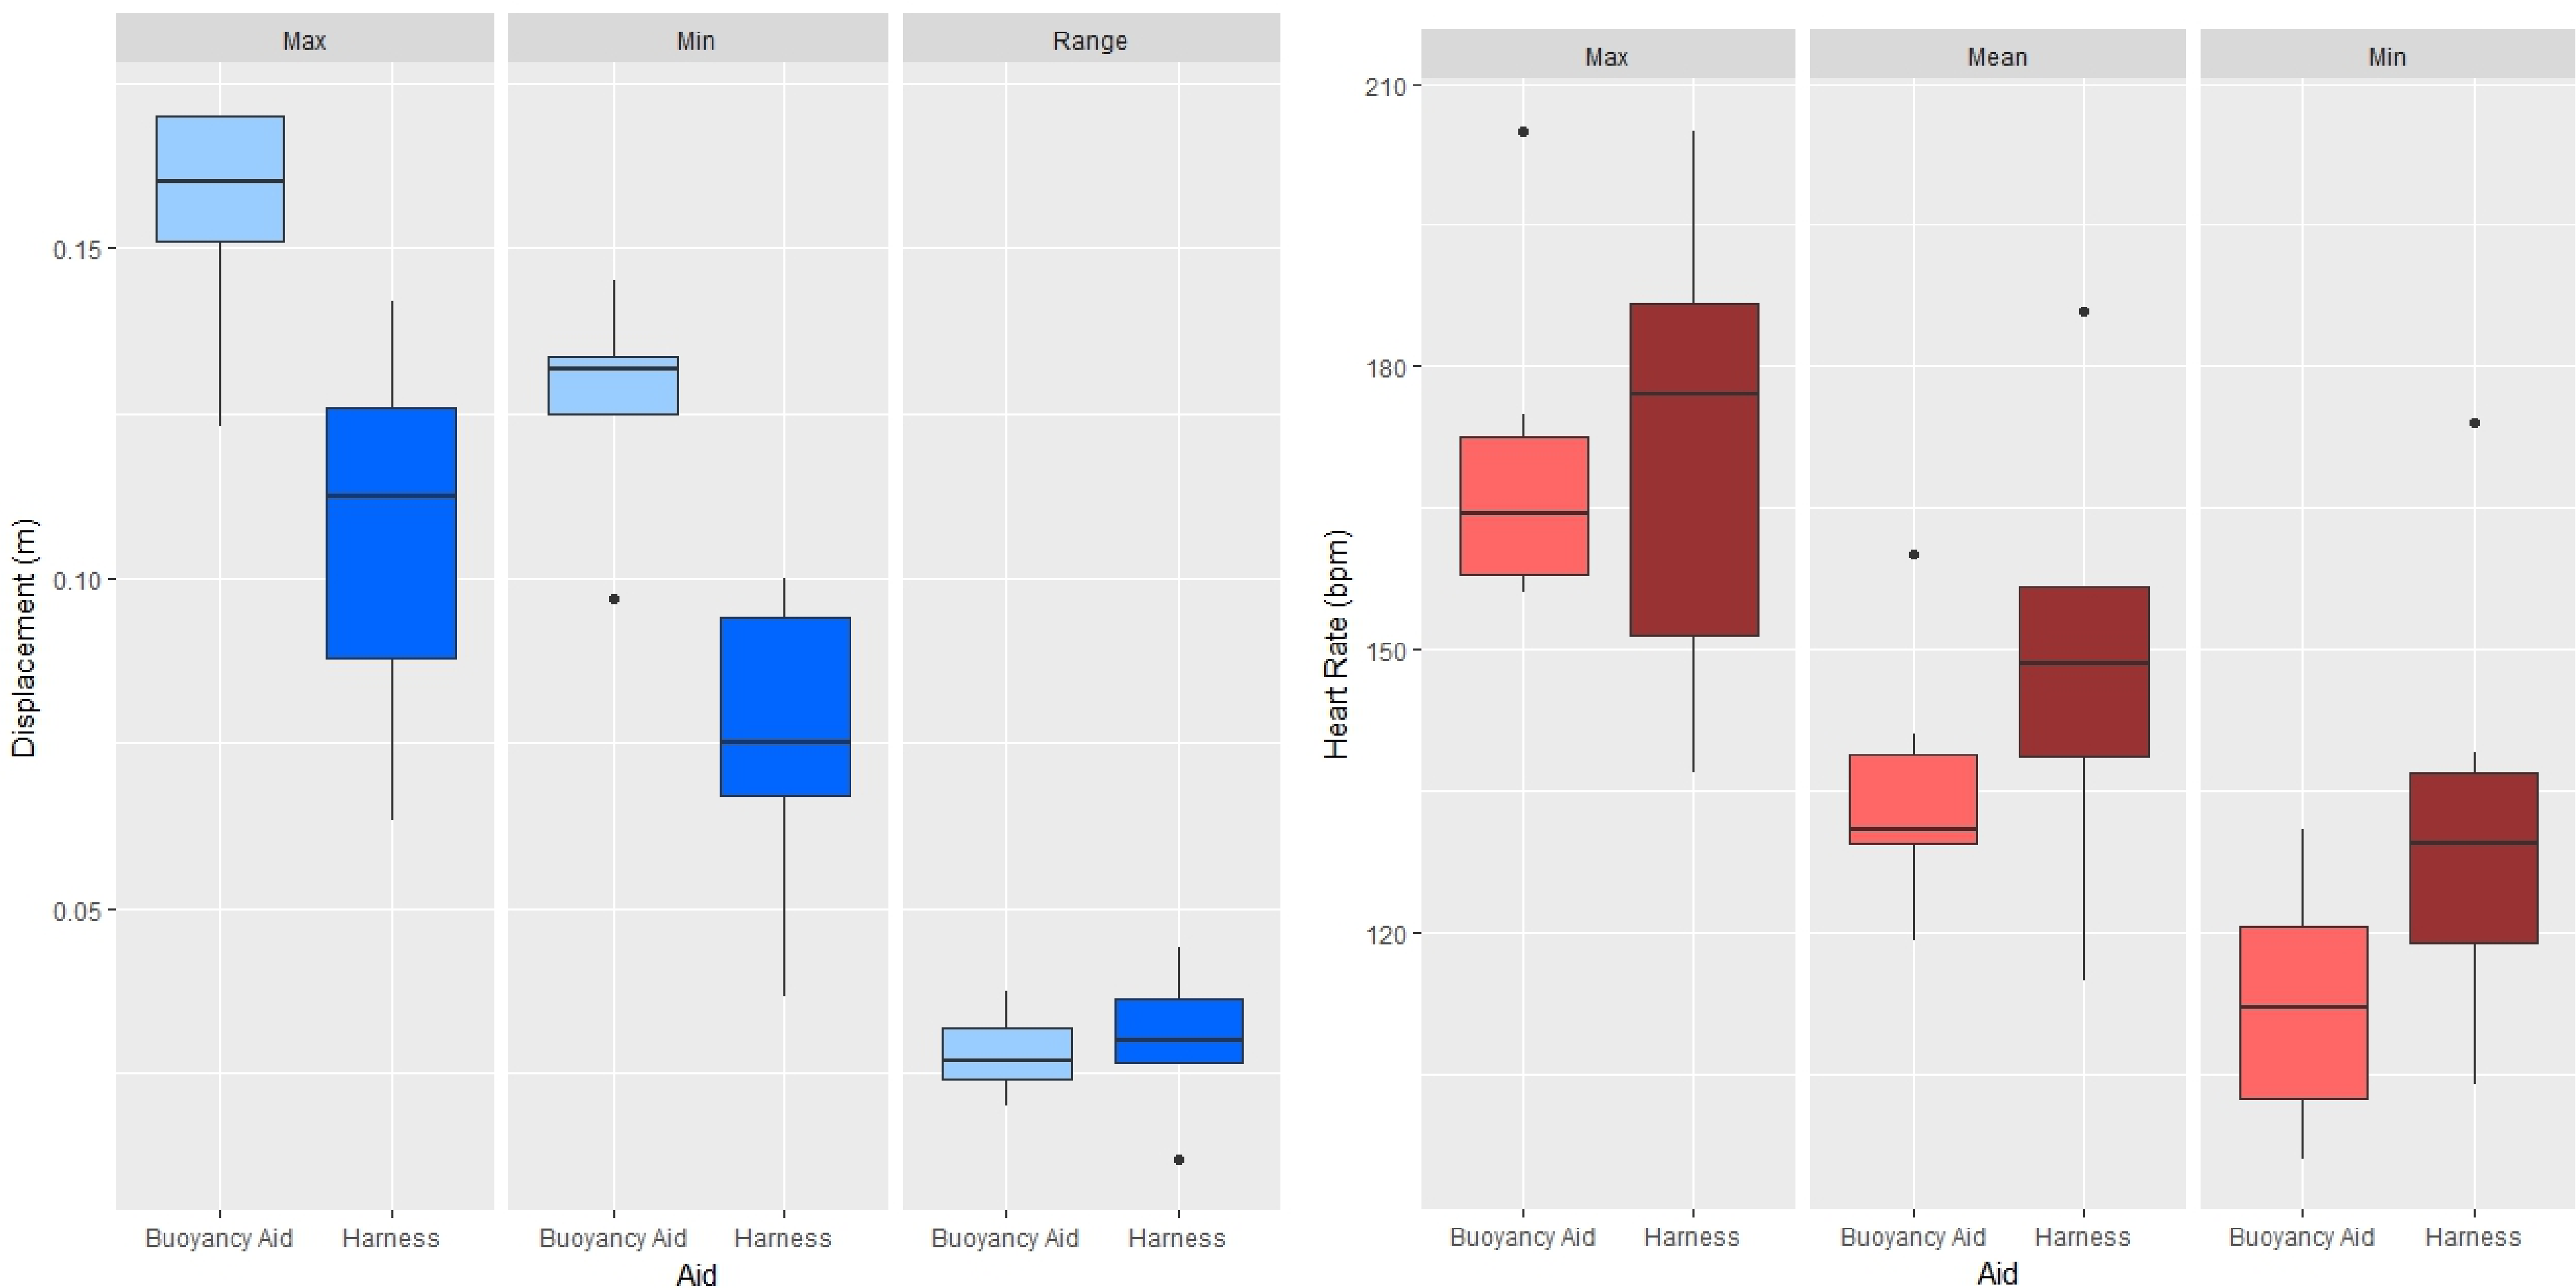 Max Min Range
Displacement (m)
0.15
0.10
0.05
Buoyancy Aid Harness Buoyancy Aid Harness Buoyancy Aid Harness
Aid
Max Mean Min
Heart Rate (bpm)
210
180
150
120
Buoyancy Aid Harness Buoyancy Aid Harness Buoyancy Aid Harness
Aid